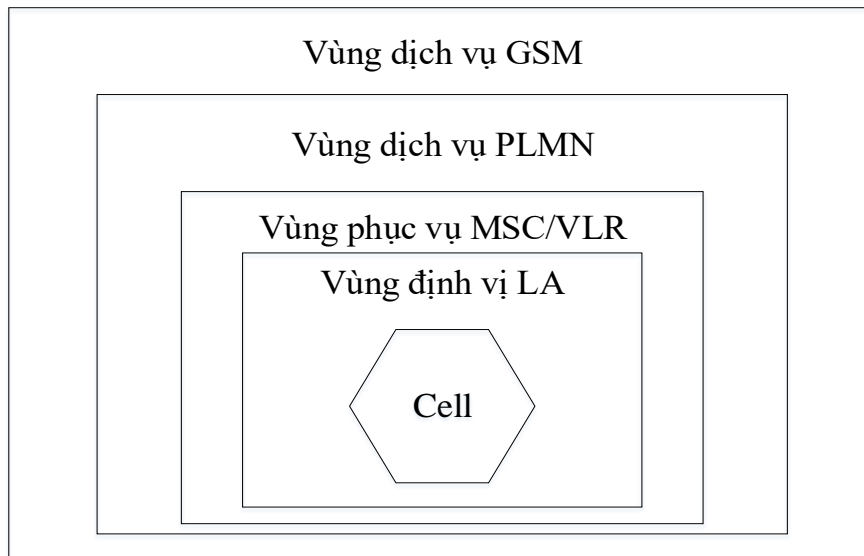 Vùng dịch vụ GSM
Vùng dịch vụ PLMN
Vùng phục vụ MSC/VLR
Vùng định vị LA
Cell